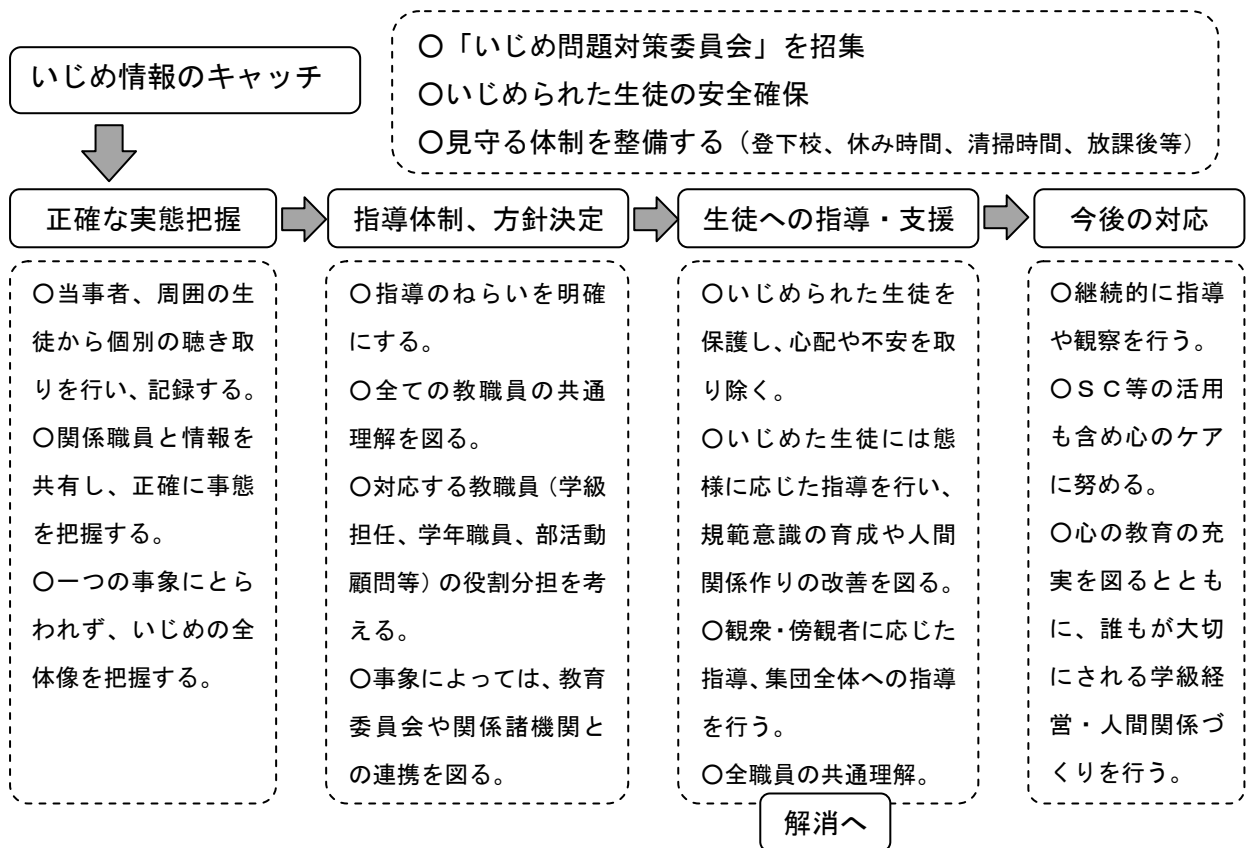 いじめ情報のキャッチ
〇「いじめ問題対策委員会」を招集
〇いじめられた生徒の安全確保
〇見守る体制を整備する（登下校、休み時間、清掃時間、放課後等）
正確な実態把握
〇当事者、周囲の生
徒から個別の聴き取
りを行い、記録する。
〇関係職員と情報を
共有し、正確に事態
を把握する。
〇一つの事象にとら
われず、いじめの全
体像を把握する。
指導体制、方針決定
〇指導のねらいを明確
にする。
〇全ての教職員の共通
理解を図る。
〇対応する教職員（学級
担任、学年職員、部活動
顧問等）の役割分担を考
える。
〇事象によっては、教育
委員会や関係諸機関と
の連携を図る。
生徒への指導・支援
〇いじめられた生徒を
保護し、心配や不安を取
り除く。
〇いじめた生徒には態
様に応じた指導を行い、
規範意識の育成や人間
関係作りの改善を図る。
〇観衆・傍観者に応じた
指導、集団全体への指導
を行う。
〇全職員の共通理解。
今後の対応
〇継続的に指導
や観察を行う。
〇ＳＣ等の活用
も含め心のケア
に努める。
〇心の教育の充
実を図るととも
に、誰もが大切
にされる学級経
営・人間関係づ
くりを行う。
解消へ